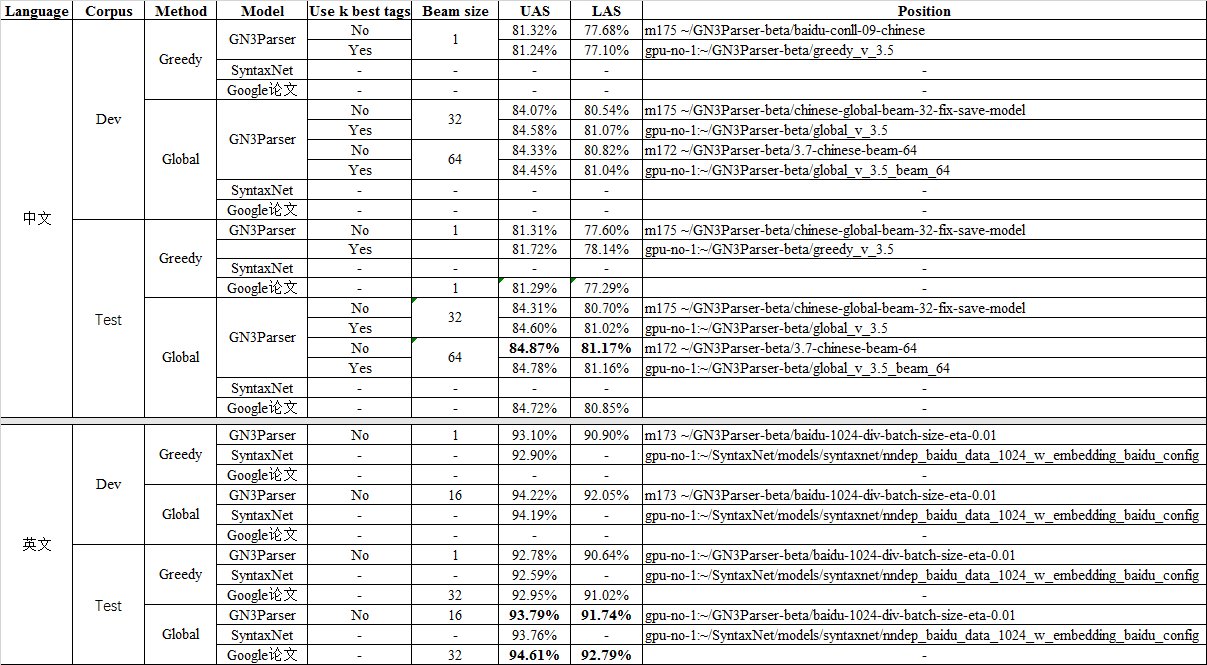 Language Corpus Method Model Use k best tags Beam size UAS LAS Position
中文 Dev Greedy GN3Parser No 1 81.32% 77.68% m175 ~/GN3Parser-beta/baidu-conll-09-chinese
Yes 81.24% 77.10% gpu-no-1:~/GN3Parser-beta/greedy_v_3.5
SyntaxNet - - - - -
Google论文 - - - - -
Global GN3Parser No 32 84.07% 80.54% m175 ~/GN3Parser-beta/chinese-global-beam-32-fix-save-model
Yes 84.58% 81.07% gpu-no-1:~/GN3Parser-beta/global_v_3.5
No 64 84.33% 80.82% m172 ~/GN3Parser-beta/3.7-chinese-beam-64
Yes 84.45% 81.04% gpu-no-1:~/GN3Parser-beta/global_v_3.5_beam_64
SyntaxNet - - - - -
Google论文 - - - - -
Test Greedy GN3Parser No 1 81.31% 77.60% m175 ~/GN3Parser-beta/chinese-global-beam-32-fix-save-model
Yes 81.72% 78.14% gpu-no-1:~/GN3Parser-beta/greedy_v_3.5
SyntaxNet - - - - -
Google论文 - 1 81.29% 77.29% -
Global GN3Parser No 32 84.31% 80.70% m175 ~/GN3Parser-beta/chinese-global-beam-32-fix-save-model
Yes 84.60% 81.02% gpu-no-1:~/GN3Parser-beta/global_v_3.5
No 64 84.87% 81.17% m172 ~/GN3Parser-beta/3.7-chinese-beam-64
Yes 84.78% 81.16% gpu-no-1:~/GN3Parser-beta/global_v_3.5_beam_64
SyntaxNet - - - - -
Google论文 - - 84.72% 80.85% -
英文 Dev Greedy GN3Parser No 1 93.10% 90.90% m173 ~/GN3Parser-beta/baidu-1024-div-batch-size-eta-0.01
SyntaxNet - - 92.90% - gpu-no-1:~/SyntaxNet/models/syntaxnet/nndep_baidu_data_1024_w_embedding_baidu_config
Google论文 - - - - -
Global GN3Parser No 16 94.22% 92.05% m173 ~/GN3Parser-beta/baidu-1024-div-batch-size-eta-0.01
SyntaxNet - - 94.19% - gpu-no-1:~/SyntaxNet/models/syntaxnet/nndep_baidu_data_1024_w_embedding_baidu_config
Google论文 - - - - -
Test Greedy GN3Parser No 1 92.78% 90.64% gpu-no-1:~/GN3Parser-beta/baidu-1024-div-batch-size-eta-0.01
SyntaxNet - - 92.59% - gpu-no-1:~/SyntaxNet/models/syntaxnet/nndep_baidu_data_1024_w_embedding_baidu_config
Google论文 - 32 92.95% 91.02% -
Global GN3Parser No 16 93.79% 91.74% gpu-no-1:~/GN3Parser-beta/baidu-1024-div-batch-size-eta-0.01
SyntaxNet - - 93.76% - gpu-no-1:~/SyntaxNet/models/syntaxnet/nndep_baidu_data_1024_w_embedding_baidu_config
Google论文 - 32 94.61% 92.79% -